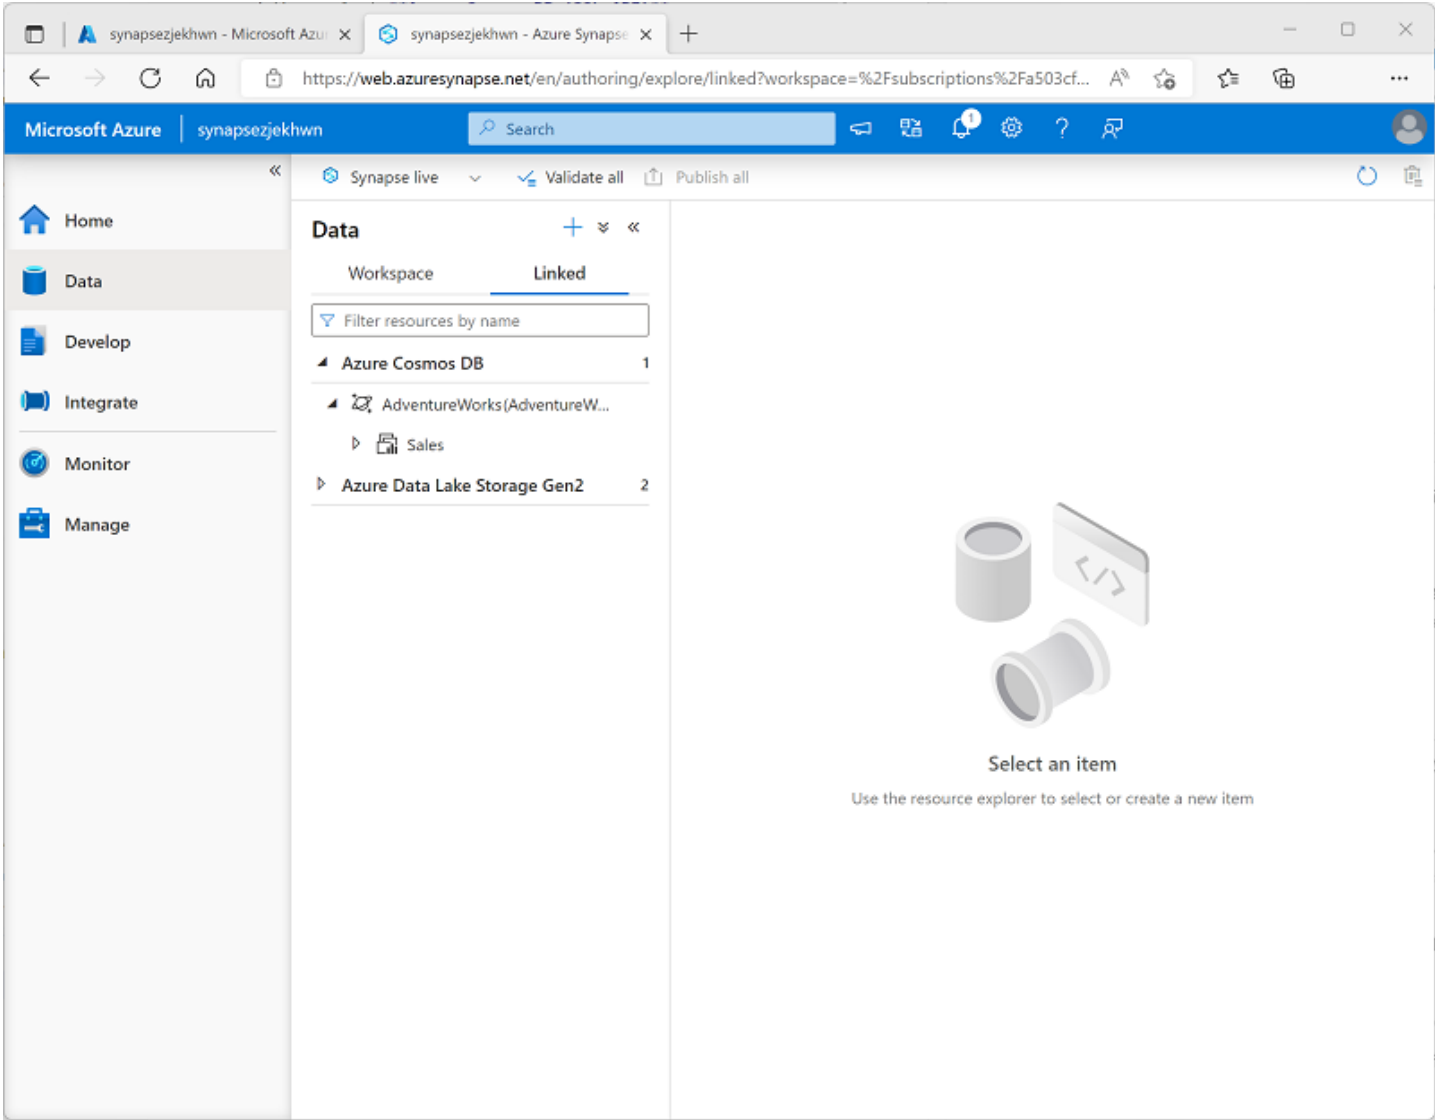 synapsezjekhwn - Microsoft Azu
synapsezjekhwn - Azure Synapse
https://web.azuresynapse.net/en/authoring/explore/linked?workspace=%2Fsubscriptions%2Fa503cf...
Microsoft Azure
synapsezjekhwn
Search
1
Synapse live
Validate all
Publish all
Home
Data
Develop
Integrate
Monitor
Manage
Data
Workspace
Linked
Filter resources by name
Azure Cosmos DB 1
AdventureWorks(AdventureW...
Sales
Azure Data Lake Storage Gen2 2
Select an item
Use the resource explorer to select or create a new item